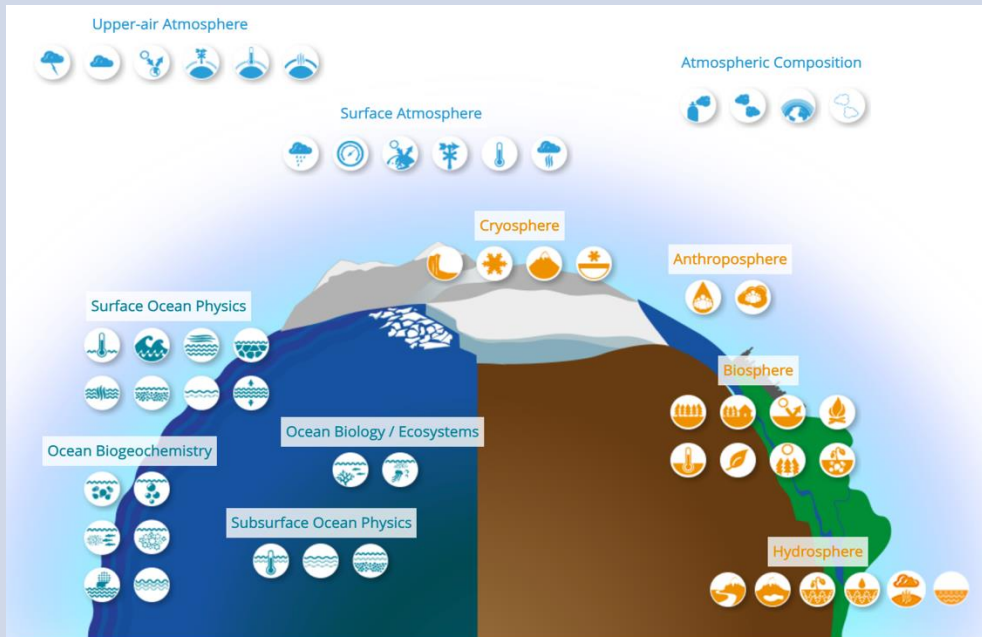 Upper-air Atmosphere
Atmospheric Composition
Surface Atmosphere
Cryosphere
Anthroposphere
Surface Ocean Physics
Biosphere
Ocean Biology / Ecosystems
Ocean Biogeochemistry
Subsurface Ocean Physics
Hydrosphere